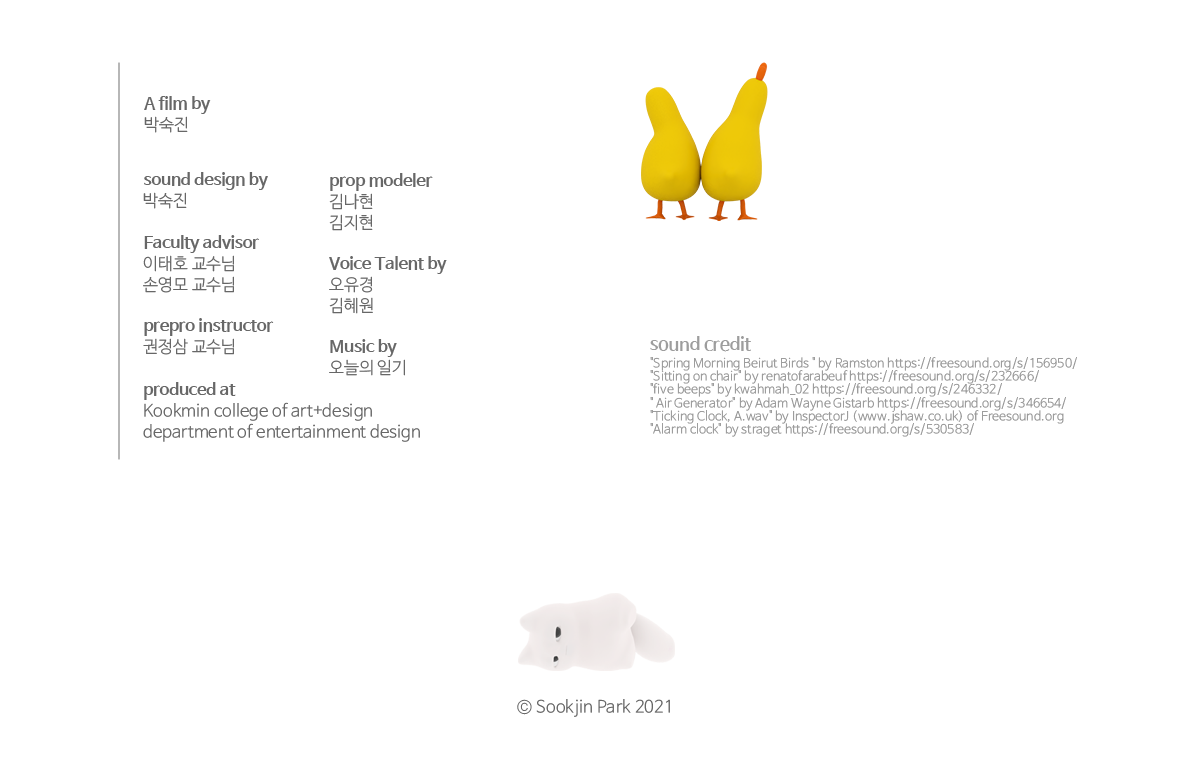 A film by
박숙진
sound design by
박숙진
Faculty advisor
이태호 교수님
손영모 교수님
prepro instructor
권정삼 교수님
produced at
Kookmin college of art+design
department of entertainment design
prop modeler
김나현
김지현
Voice Talent by
오유경
김혜원
Music by
오늘의 일기
sound credit
"Spring Morning Beirut Birds " by Ramston https://freesound.org/s/156950/
"Sitting on chair" by renatofarabeuf https://freesound.org/s/232666/
"five beeps" by kwahmah_02 https://freesound.org/s/246332/
" Air Generator" by Adam Wayne Gistarb https://freesound.org/s/346654/
"Ticking Clock, A.wav" by InspectorJ (www.jshaw.co.uk) of Freesound.org
"Alarm clock" by straget https://freesound.org/s/530583/
© Sookjin Park 2021